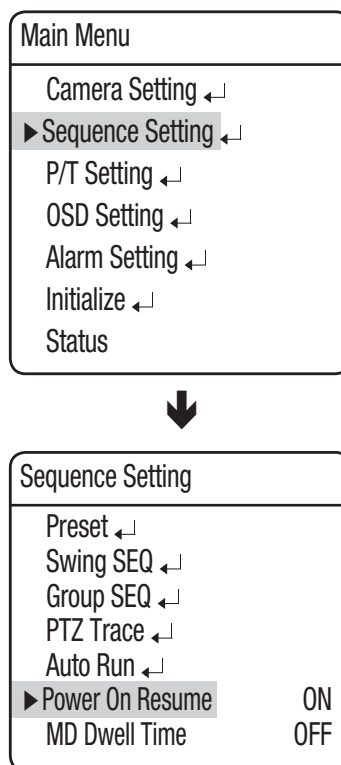 Main Menu
Camera Setting ↵
▶ Sequence Setting ↵
P/T Setting ↵
OSD Setting ↵
Alarm Setting ↵
Initialize ↵
Status
Sequence Setting
Preset ↵
Swing SEQ ↵
Group SEQ ↵
PTZ Trace ↵
Auto Run ↵
▶ Power On Resume ON
MD Dwell Time OFF